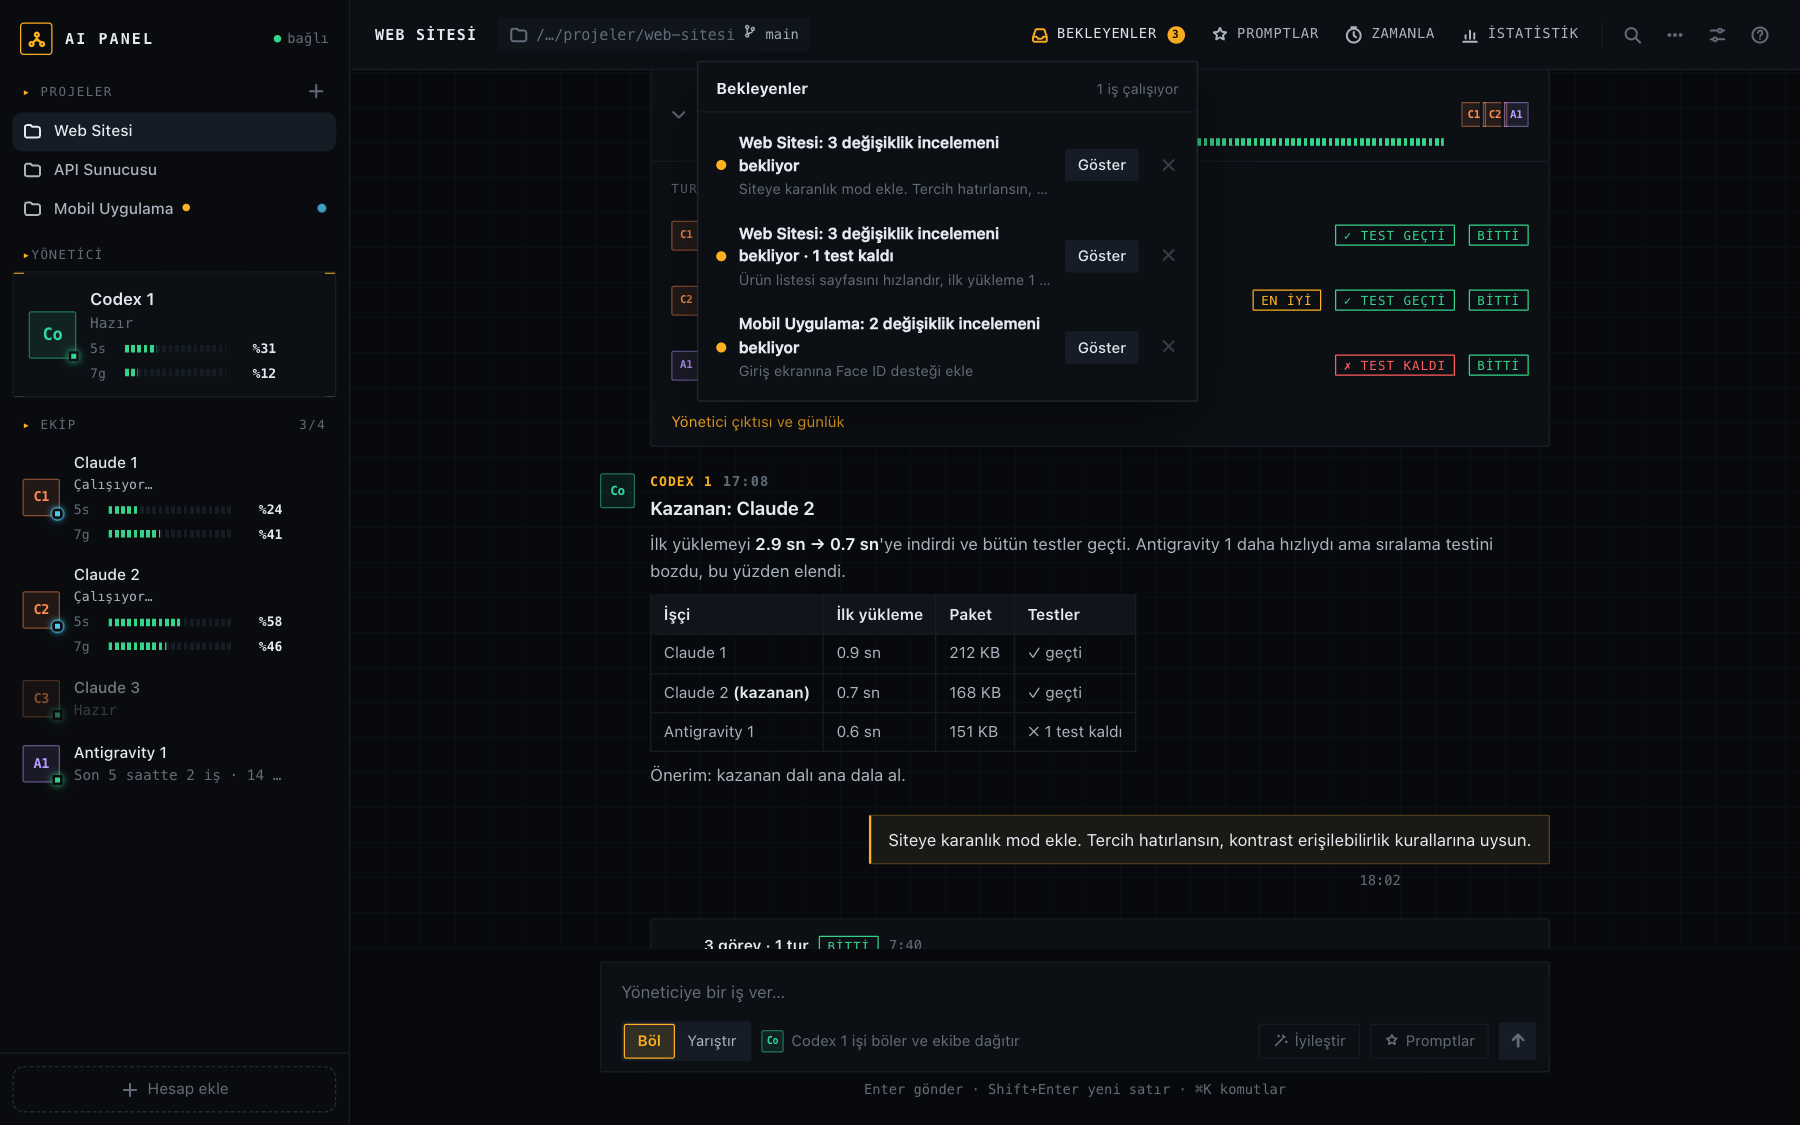 AI PANEL
bağlı
PROJELER
Web Sitesi
API Sunucusu
Mobil Uygulama
YÖNETİCİ
Co
Codex 1
Hazır
5s %31
7g %12
EKİP 3/4
C1
Claude 1
Çalışıyor…
5s %24
7g %41
C2
Claude 2
Çalışıyor…
5s %58
7g %46
C3
Claude 3
Hazır
A1
Antigravity 1
Son 5 saatte 2 iş · 14 …
Hesap ekle
WEB SİTESİ
/…/projeler/web-sitesi main
BEKLEYENLER 3
PROMPTLAR
ZAMANLA
İSTATİSTİK
Bekleyenler
1 iş çalışıyor
Web Sitesi: 3 değişiklik incelemeni
bekliyor
Siteye karanlık mod ekle. Tercih hatırlansın, …
Göster
Web Sitesi: 3 değişiklik incelemeni
bekliyor · 1 test kaldı
Ürün listesi sayfasını hızlandır, ilk yükleme 1 …
Göster
Mobil Uygulama: 2 değişiklik incelemeni
bekliyor
Giriş ekranına Face ID desteği ekle
Göster
C1 C2 A1
TUR
C1
✓ TEST GEÇTİ BİTTİ
C2
EN İYİ ✓ TEST GEÇTİ BİTTİ
A1
✗ TEST KALDI BİTTİ
Yönetici çıktısı ve günlük
Co
CODEX 1 17:08
Kazanan: Claude 2
İlk yüklemeyi 2.9 sn → 0.7 sn'ye indirdi ve bütün testler geçti. Antigravity 1 daha hızlıydı ama sıralama testini
bozdu, bu yüzden elendi.
İşçi İlk yükleme Paket Testler
Claude 1 0.9 sn 212 KB ✓ geçti
Claude 2 (kazanan) 0.7 sn 168 KB ✓ geçti
Antigravity 1 0.6 sn 151 KB ✕ 1 test kaldı
Önerim: kazanan dalı ana dala al.
Siteye karanlık mod ekle. Tercih hatırlansın, kontrast erişilebilirlik kurallarına uysun.
18:02
3 görev · 1 tur BİTTİ 7:40
Yöneticiye bir iş ver…
Böl
Yarıştır
Co
Codex 1 işi böler ve ekibe dağıtır
İyileştir
Promptlar
Enter gönder · Shift+Enter yeni satır · ⌘K komutlar